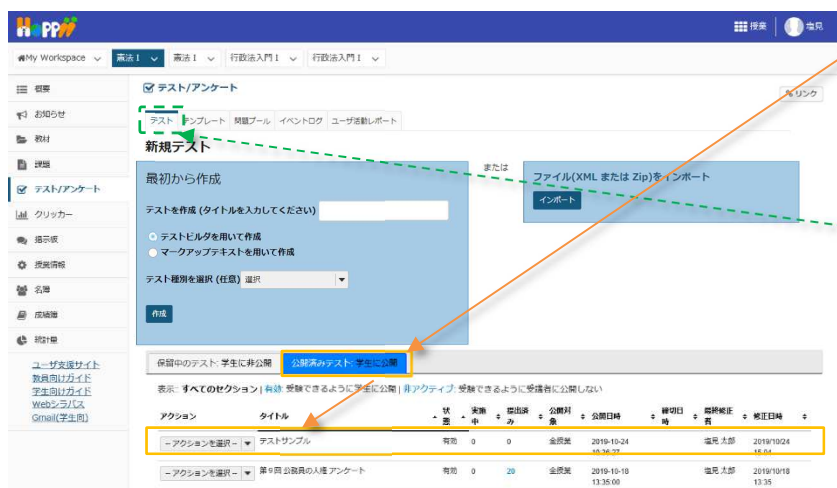 Hoppii
授業
塩見
My Workspace
憲法Ⅰ
憲法Ⅰ
行政法入門Ⅰ
行政法入門Ⅰ
概要
お知らせ
教材
課題
テスト/アンケート
クリッカー
掲示板
授業情報
名簿
成績簿
統計量
ユーザ支援サイト
教員向けガイド
学生向けガイド
Webシラバス
Gmail(学生向)
テスト/アンケート
リンク
テスト テンプレート 問題プール イベントログ ユーザ活動レポート
新規テスト
最初から作成
テストを作成 (タイトルを入力してください)
テストビルダを用いて作成
マークアップテキストを用いて作成
テスト種別を選択 (任意) 選択
作成
または
ファイル(XML または Zip)をインポート
インポート
保留中のテスト: 学生に非公開
公開済みテスト: 学生に公開
表示: すべてのセクション | 有効: 受験できるように学生に公開 | 非アクティブ: 受験できるように受講者に公開しない
アクション タイトル 状態 実施中 提出済み 公開対象 公開日時 締切日時 最終修正者 修正日時
－アクションを選択－ テストサンプル 有効 0 0 全授業 2019-10-24 塩見 太郎 2019/10/24
－アクションを選択－ 第９回 公務員の人権 アンケート 有効 0 20 全授業 2019-10-18 塩見 太郎 2019/10/18
13:35:00 13:35